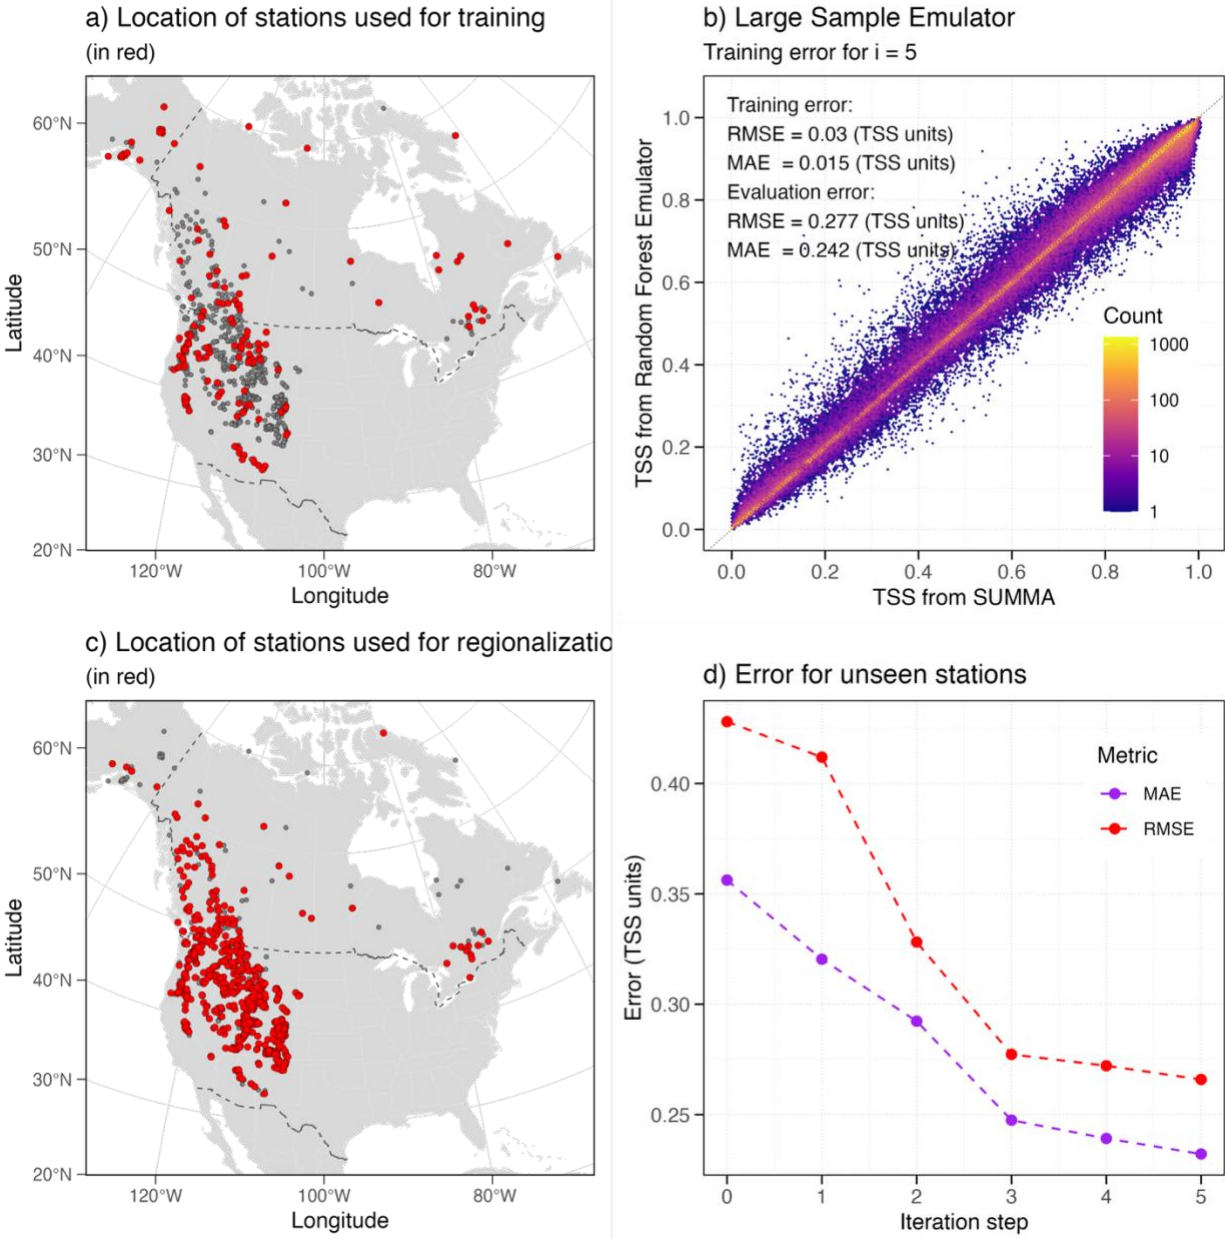 a) Location of stations used for training
(in red)
60°N
50°N
40°N
30°N
20°N
Latitude
120°W
100°W
80°W
Longitude
b) Large Sample Emulator
Training error for i = 5
Training error:
RMSE = 0.03 (TSS units)
MAE = 0.015 (TSS units)
Evaluation error:
RMSE = 0.277 (TSS units)
MAE = 0.242 (TSS units)
TSS from Random Forest Emulator
1.0
0.8
0.6
0.4
0.2
0.0
Count
1000
100
10
1
0.0
0.2
0.4
0.6
0.8
1.0
TSS from SUMMA
c) Location of stations used for regionalizatio
(in red)
60°N
50°N
40°N
30°N
20°N
Latitude
120°W
100°W
80°W
Longitude
d) Error for unseen stations
Error (TSS units)
0.40
0.35
0.30
0.25
Metric
MAE
RMSE
0
1
2
3
4
5
Iteration step